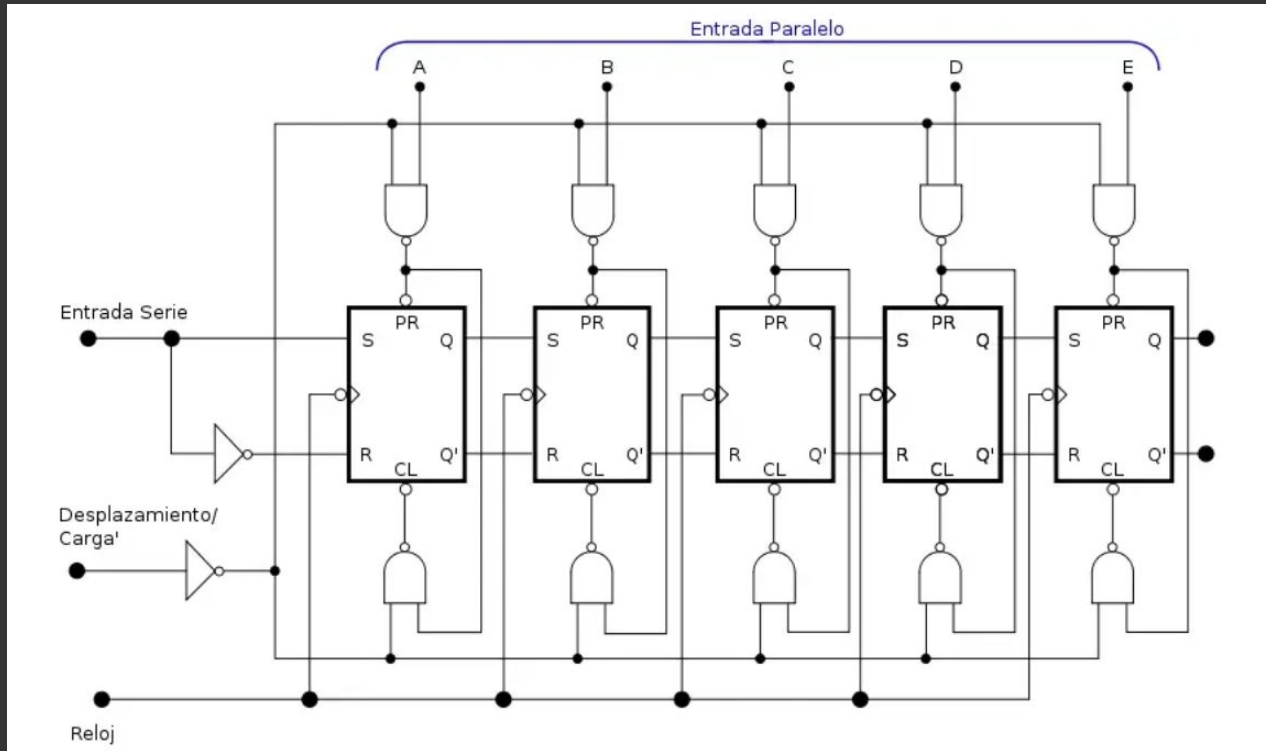 Entrada Paralelo
A B C D E
Entrada Serie
PR PR PR PR PR
S Q S Q S Q S Q S Q
R Q' R Q' R Q' R Q' R Q'
CL CL CL CL CL
Desplazamiento/
Carga'
Reloj